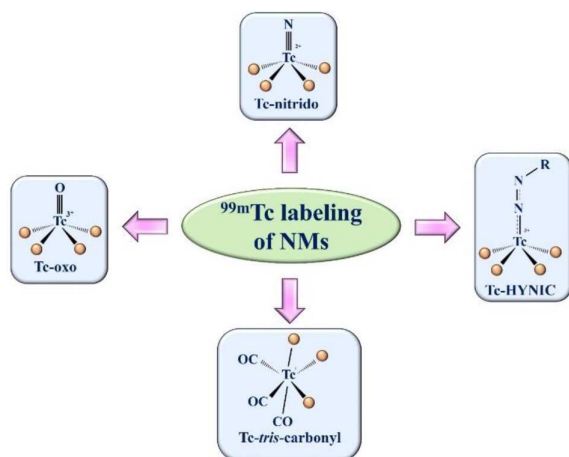 N
Tc
2+
Tc-nitrido
O
Tc
3+
Tc-oxo
99mTc labeling
of NMs
R
N
N
Tc
3+
Tc-HYNIC
OC
Tc
+
OC
CO
Tc-tris-carbonyl